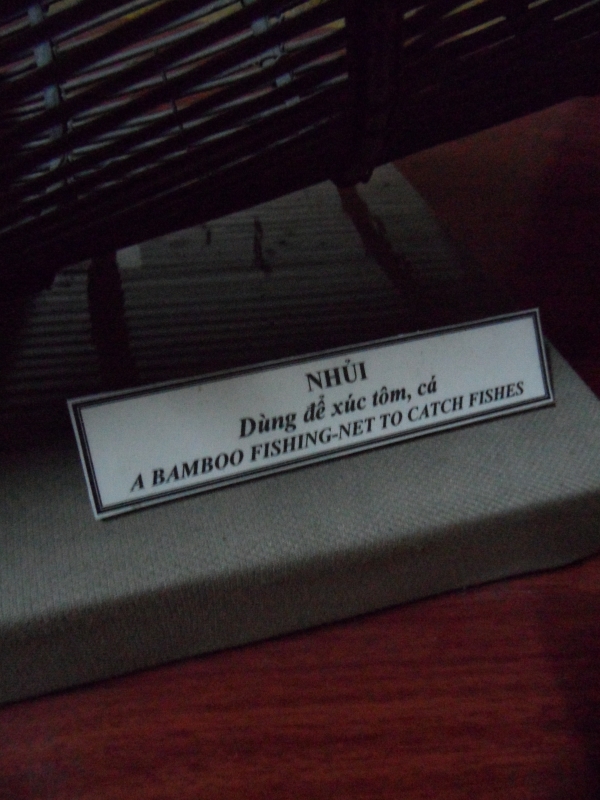 NHỦI
Dùng để xúc tôm, cá
A BAMBOO FISHING-NET TO CATCH FISHES